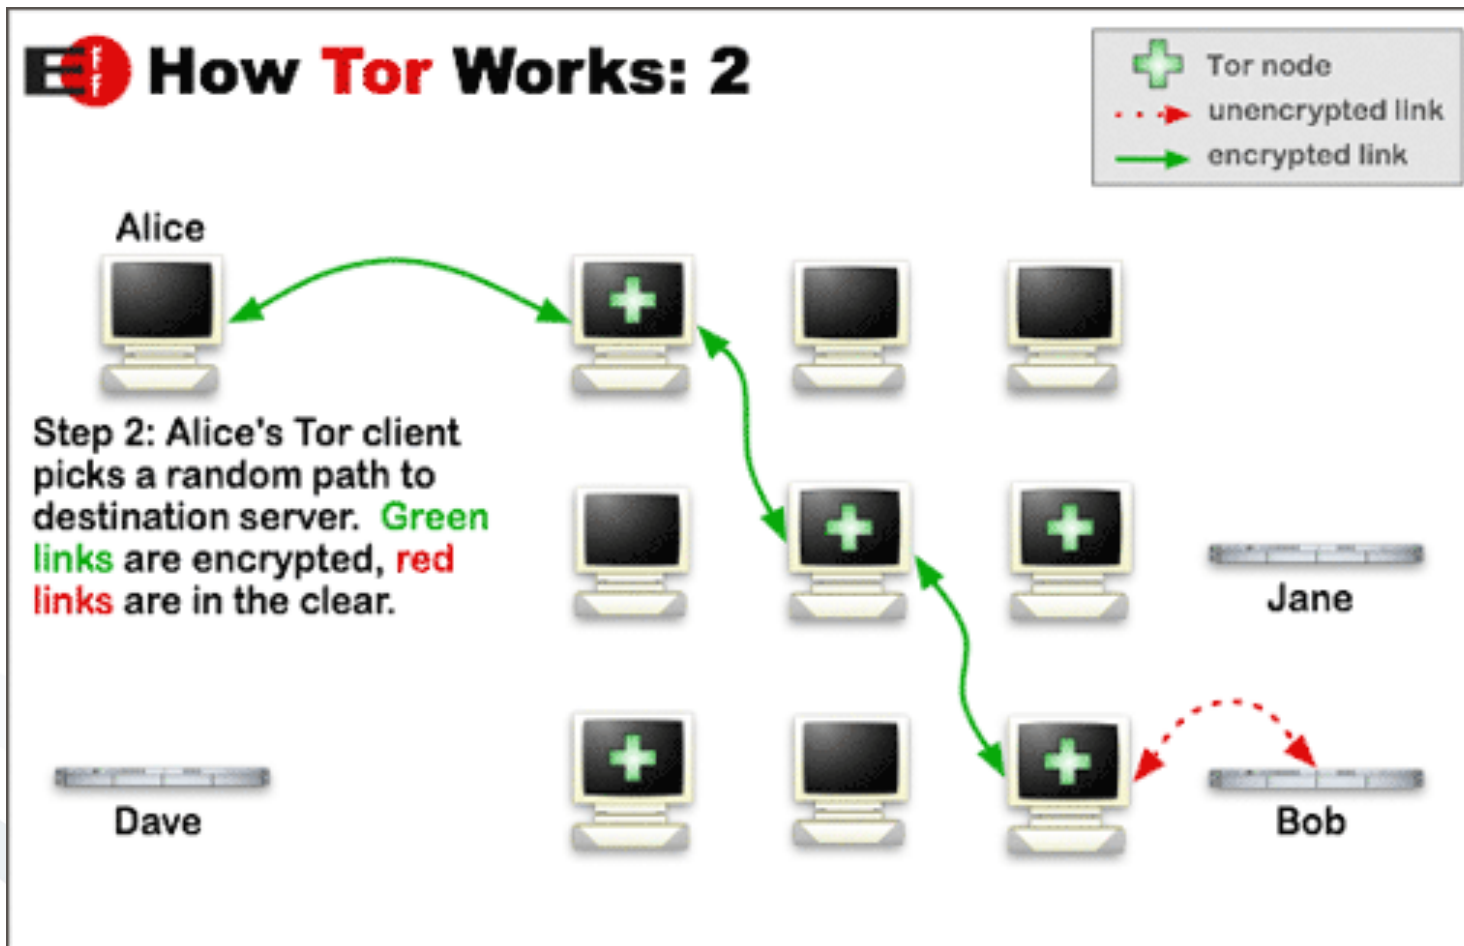 EFF How Tor Works: 2
Tor node
unencrypted link
encrypted link
Alice
Step 2: Alice's Tor client
picks a random path to
destination server. Green
links are encrypted, red
links are in the clear.
Jane
Dave
Bob